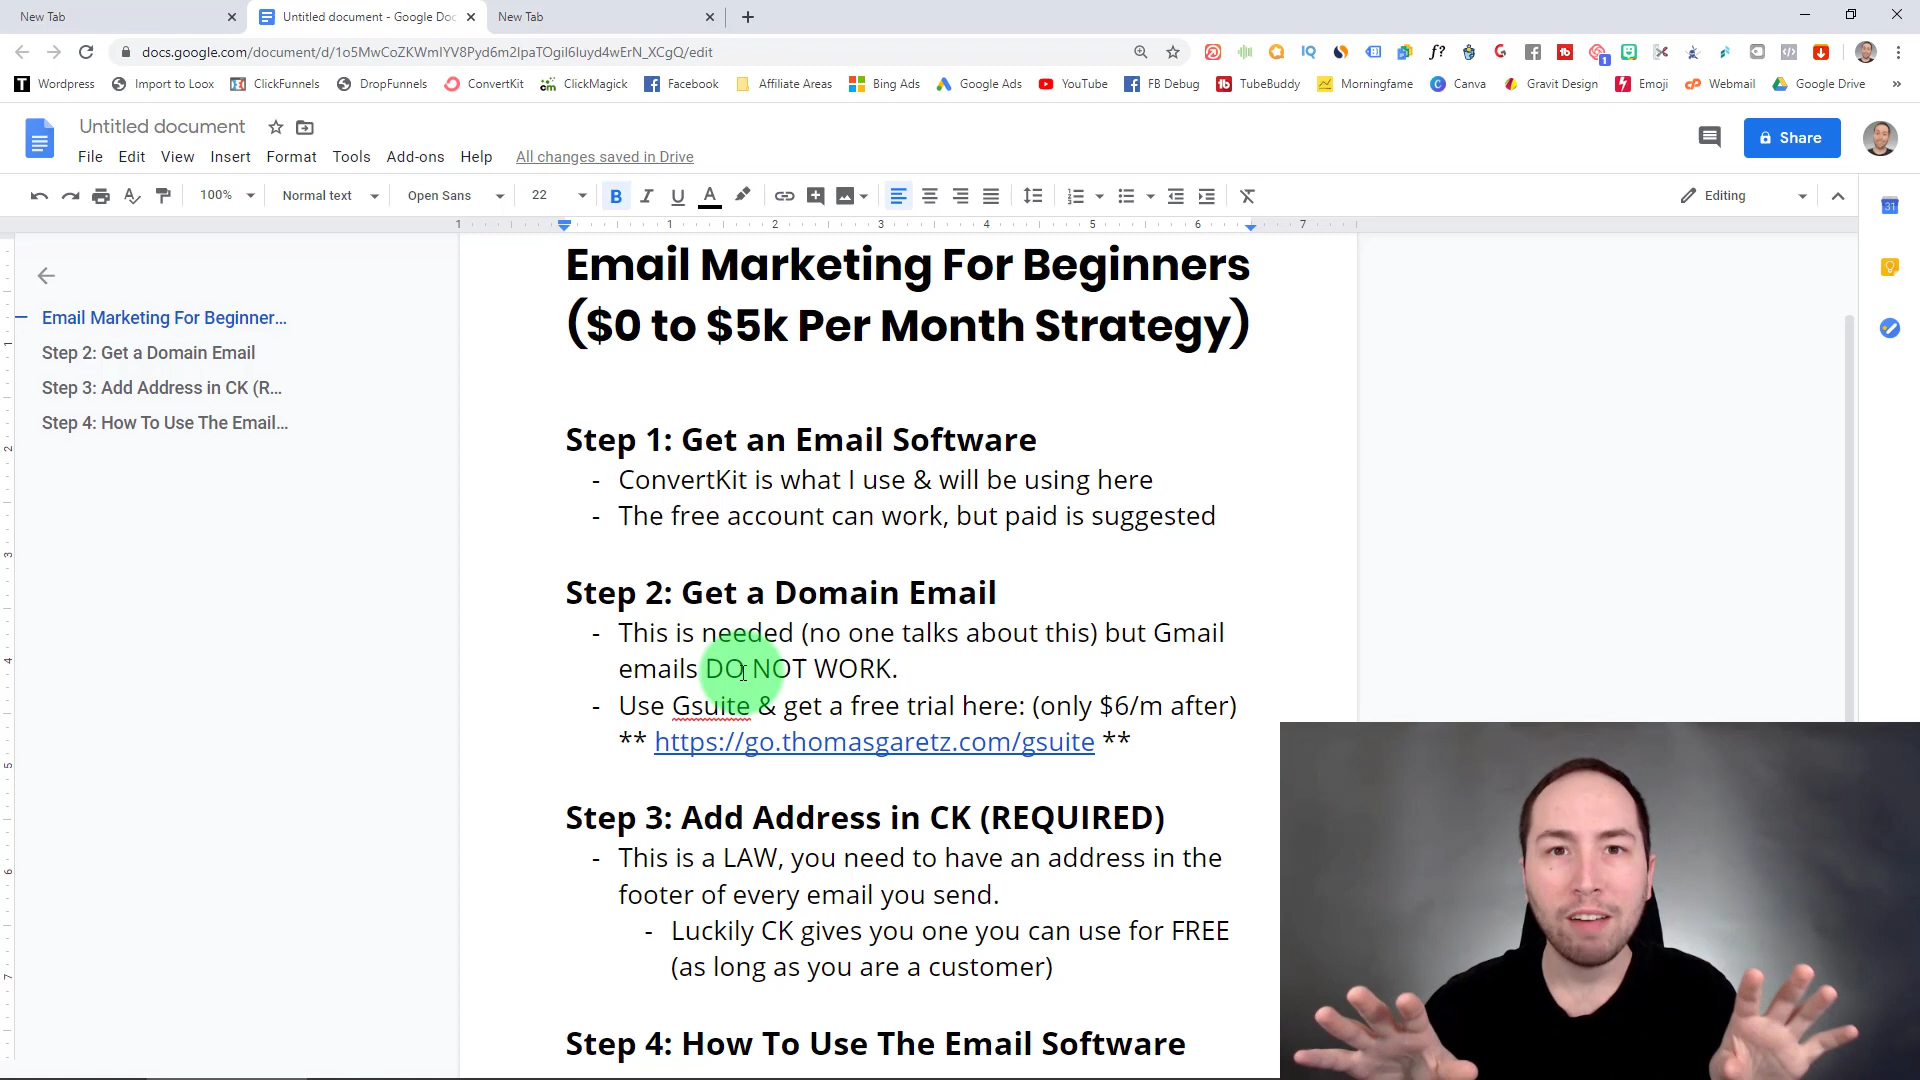 New Tab
Untitled document - Google Doc
New Tab
docs.google.com/document/d/1o5MwCoZKWmIYV8Pyd6m2lpaTOgil6luyd4wErN_XCgQ/edit
Wordpress Import to Loox ClickFunnels DropFunnels ConvertKit ClickMagick Facebook Affiliate Areas Bing Ads Google Ads YouTube FB Debug TubeBuddy Morningfame Canva Gravit Design Emoji Webmail Google Drive
Untitled document
Share
File Edit View Insert Format Tools Add-ons Help All changes saved in Drive
100% Normal text Open Sans 22 Editing
1 1 2 3 4 5 6 7
Email Marketing For Beginner...
Step 2: Get a Domain Email
Step 3: Add Address in CK (R...
Step 4: How To Use The Email...
Email Marketing For Beginners
($0 to $5k Per Month Strategy)
Step 1: Get an Email Software
- ConvertKit is what I use & will be using here
- The free account can work, but paid is suggested
Step 2: Get a Domain Email
- This is needed (no one talks about this) but Gmail
emails DO NOT WORK.
- Use Gsuite & get a free trial here: (only $6/m after)
** https://go.thomasgaretz.com/gsuite **
Step 3: Add Address in CK (REQUIRED)
- This is a LAW, you need to have an address in the
footer of every email you send.
- Luckily CK gives you one you can use for FREE
(as long as you are a customer)
Step 4: How To Use The Email Software